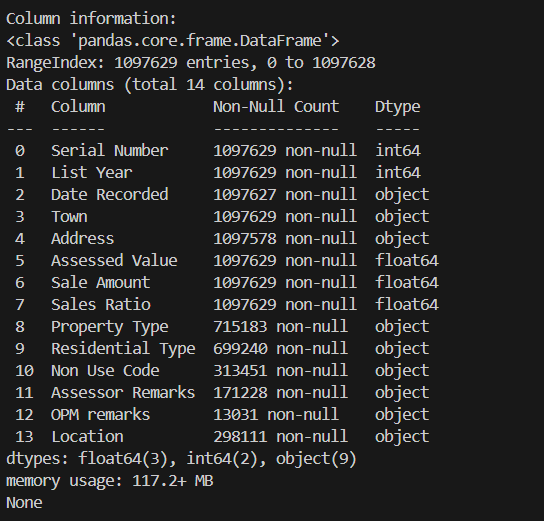 Column information:
<class 'pandas.core.frame.DataFrame'>
RangeIndex: 1097629 entries, 0 to 1097628
Data columns (total 14 columns):
 #   Column            Non-Null Count    Dtype
---  ------            --------------    -----
 0   Serial Number     1097629 non-null  int64
 1   List Year         1097629 non-null  int64
 2   Date Recorded     1097627 non-null  object
 3   Town              1097629 non-null  object
 4   Address           1097578 non-null  object
 5   Assessed Value    1097629 non-null  float64
 6   Sale Amount       1097629 non-null  float64
 7   Sales Ratio       1097629 non-null  float64
 8   Property Type     715183 non-null   object
 9   Residential Type  699240 non-null   object
 10  Non Use Code      313451 non-null   object
 11  Assessor Remarks  171228 non-null   object
 12  OPM remarks       13031 non-null    object
 13  Location          298111 non-null   object
dtypes: float64(3), int64(2), object(9)
memory usage: 117.2+ MB
None